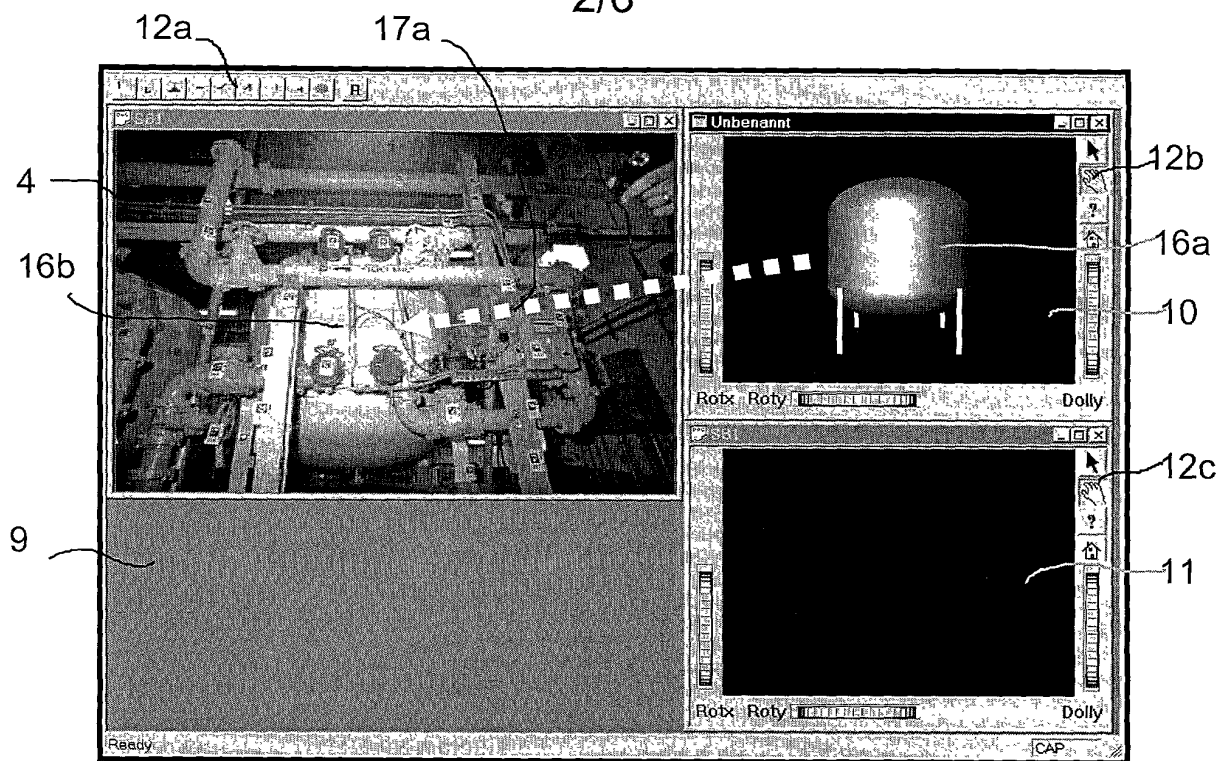 2/6
12a
17a
R
SB1
Unbenannt
4
12b
?
16a
16b
10
Rotx Roty
Dolly
SB1
12c
?
9
11
Rotx Roty
Dolly
Ready
CAP